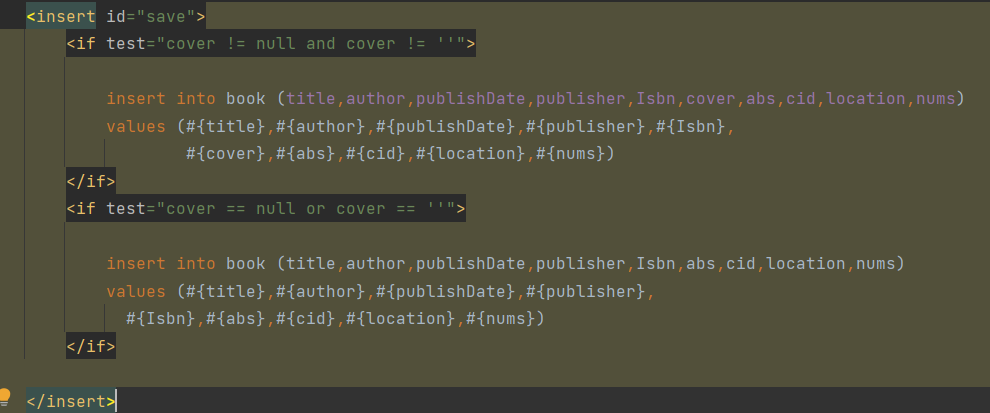 <insert id="save">
<if test="cover != null and cover != ''">
insert into book (title,author,publishDate,publisher,Isbn,cover,abs,cid,location,nums)
values (#{title},#{author},#{publishDate},#{publisher},#{Isbn},
#{cover},#{abs},#{cid},#{location},#{nums})
</if>
<if test="cover == null or cover == ''">
insert into book (title,author,publishDate,publisher,Isbn,abs,cid,location,nums)
values (#{title},#{author},#{publishDate},#{publisher},
#{Isbn},#{abs},#{cid},#{location},#{nums})
</if>
</insert>